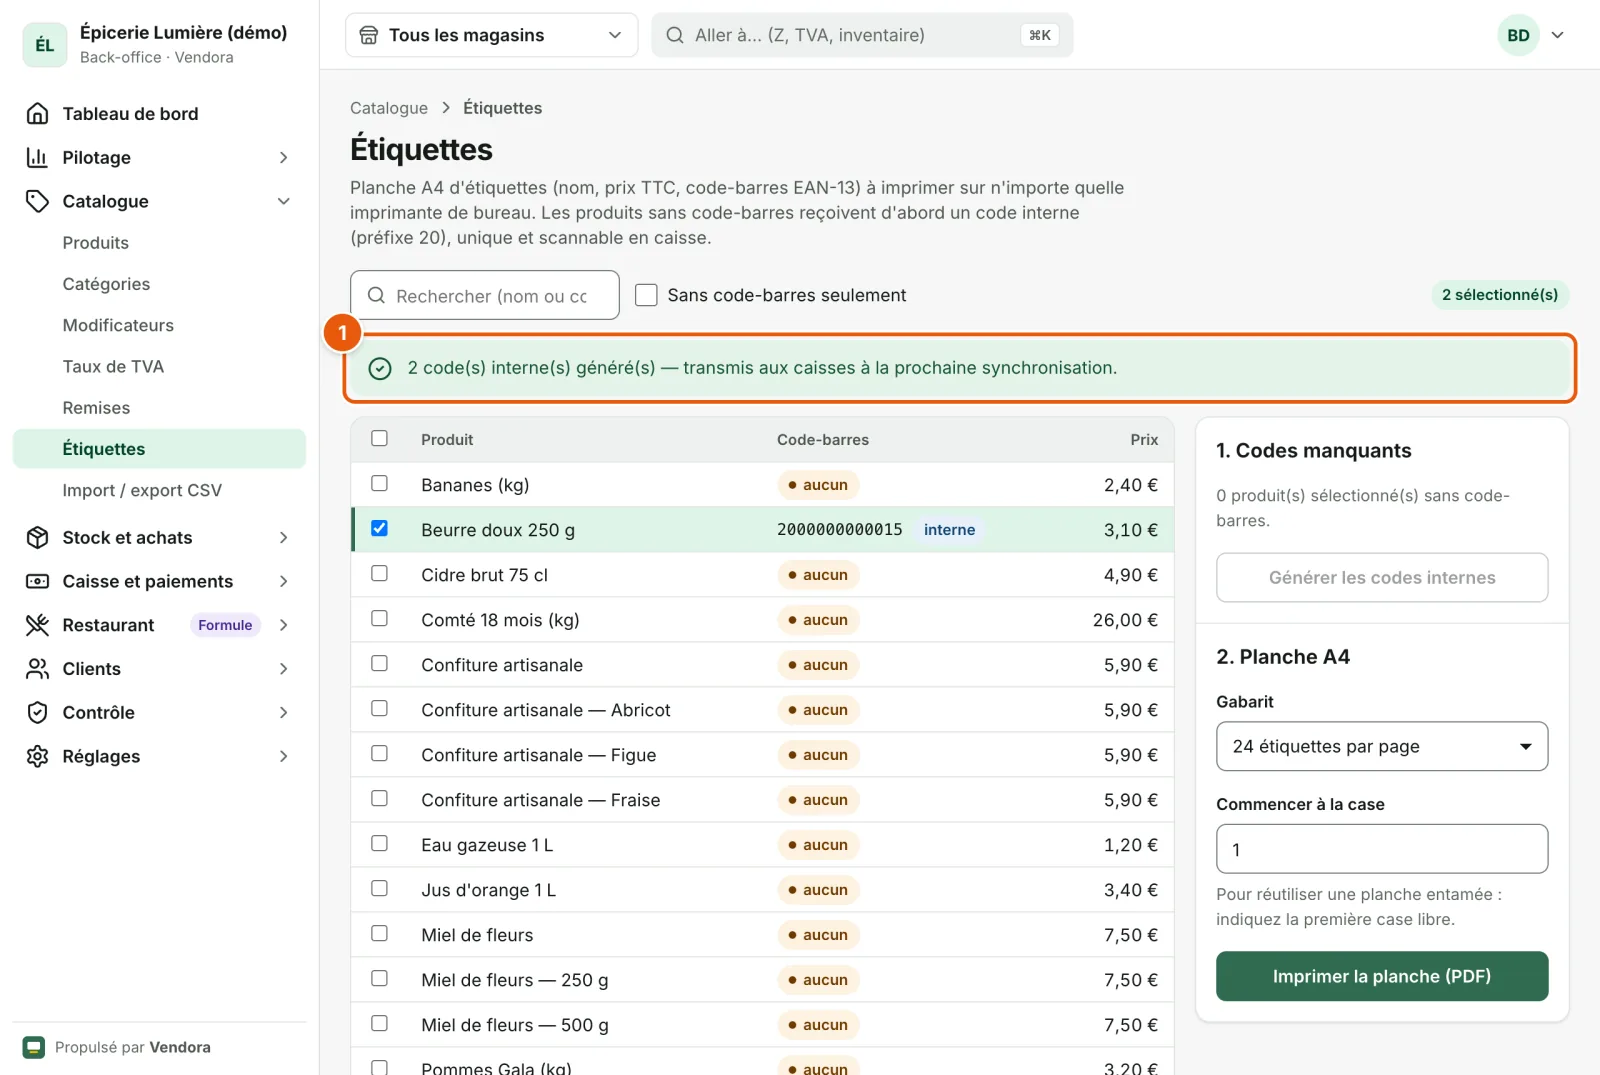 ÉL
Épicerie Lumière (démo)
Back-office · Vendora
Tous les magasins
Aller à... (Z, TVA, inventaire)
⌘K
BD
Tableau de bord
Pilotage
Catalogue
Produits
Catégories
Modificateurs
Taux de TVA
Remises
Étiquettes
Import / export CSV
Stock et achats
Caisse et paiements
Restaurant Formule
Clients
Contrôle
Réglages
Propulsé par Vendora
Catalogue > Étiquettes
Étiquettes
Planche A4 d'étiquettes (nom, prix TTC, code-barres EAN-13) à imprimer sur n'importe quelle
imprimante de bureau. Les produits sans code-barres reçoivent d'abord un code interne
(préfixe 20), unique et scannable en caisse.
Rechercher (nom ou cc
Sans code-barres seulement
2 sélectionné(s)
1
2 code(s) interne(s) généré(s) — transmis aux caisses à la prochaine synchronisation.
Produit Code-barres Prix
Bananes (kg) aucun 2,40 €
Beurre doux 250 g 2000000000015 interne 3,10 €
Cidre brut 75 cl aucun 4,90 €
Comté 18 mois (kg) aucun 26,00 €
Confiture artisanale aucun 5,90 €
Confiture artisanale — Abricot aucun 5,90 €
Confiture artisanale — Figue aucun 5,90 €
Confiture artisanale — Fraise aucun 5,90 €
Eau gazeuse 1 L aucun 1,20 €
Jus d'orange 1 L aucun 3,40 €
Miel de fleurs aucun 7,50 €
Miel de fleurs — 250 g aucun 7,50 €
Miel de fleurs — 500 g aucun 7,50 €
Pommes Gala (kg) aucun 3,20 €
1. Codes manquants
0 produit(s) sélectionné(s) sans code-
barres.
Générer les codes internes
2. Planche A4
Gabarit
24 étiquettes par page
Commencer à la case
1
Pour réutiliser une planche entamée :
indiquez la première case libre.
Imprimer la planche (PDF)